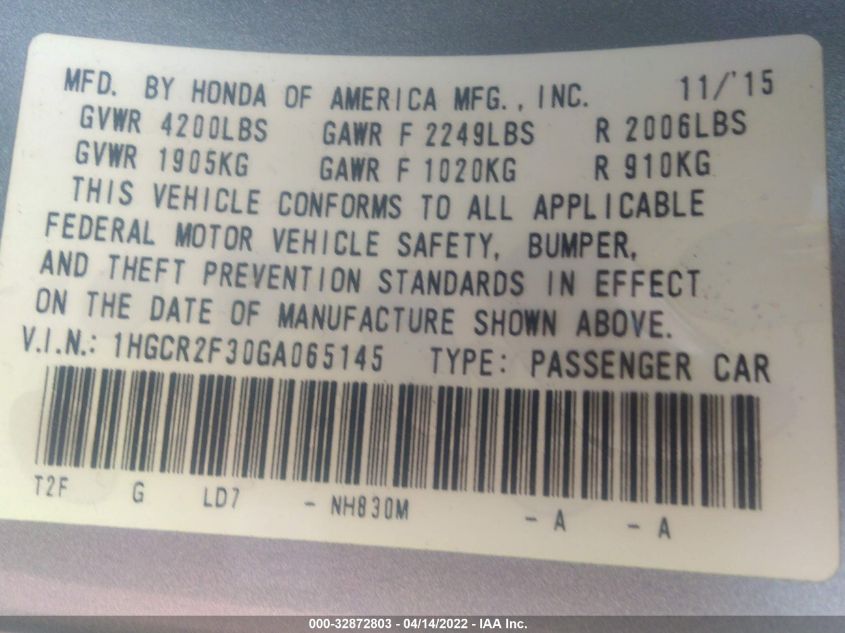 MFD. BY HONDA OF AMERICA MFG., INC. 11/'15
GVWR 4200LBS GAWR F 2249LBS R 2006LBS
GVWR 1905KG GAWR F 1020KG R 910KG
THIS VEHICLE CONFORMS TO ALL APPLICABLE
FEDERAL MOTOR VEHICLE SAFETY, BUMPER,
AND THEFT PREVENTION STANDARDS IN EFFECT
ON THE DATE OF MANUFACTURE SHOWN ABOVE.
V.I.N.: 1HGCR2F30GA065145 TYPE: PASSENGER CAR
T2F G LD7 - NH830M - A - A
000-32872803 - 04/14/2022 - IAA Inc.